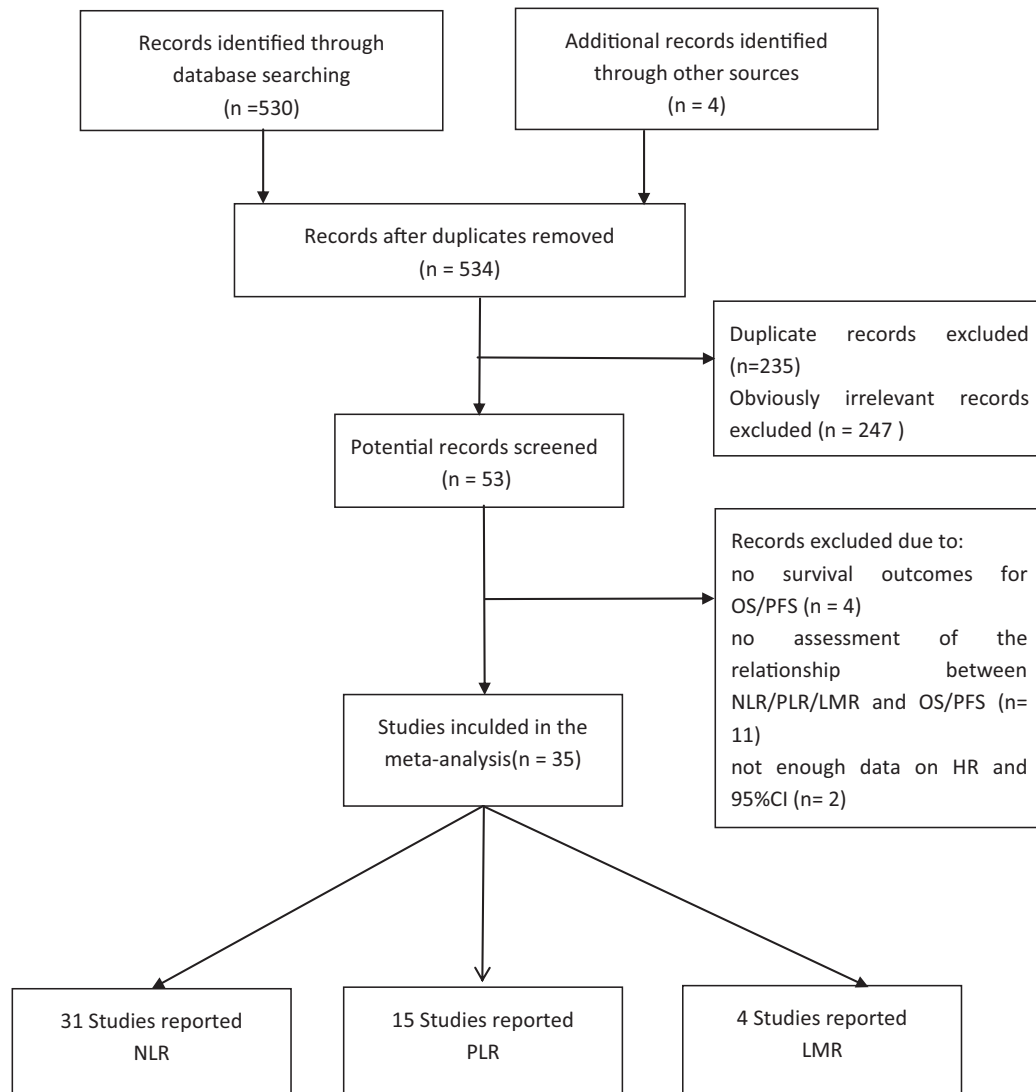 Records identified through
database searching
(n =530)
Additional records identified
through other sources
(n = 4)
Records after duplicates removed
(n = 534)
Duplicate records excluded
(n=235)
Obviously irrelevant records
excluded (n = 247 )
Potential records screened
(n = 53)
Records excluded due to:
no survival outcomes for
OS/PFS (n = 4)
no assessment of the
relationship between
NLR/PLR/LMR and OS/PFS (n=
11)
not enough data on HR and
95%CI (n= 2)
Studies inculded in the
meta-analysis(n = 35)
31 Studies reported
NLR
15 Studies reported
PLR
4 Studies reported
LMR